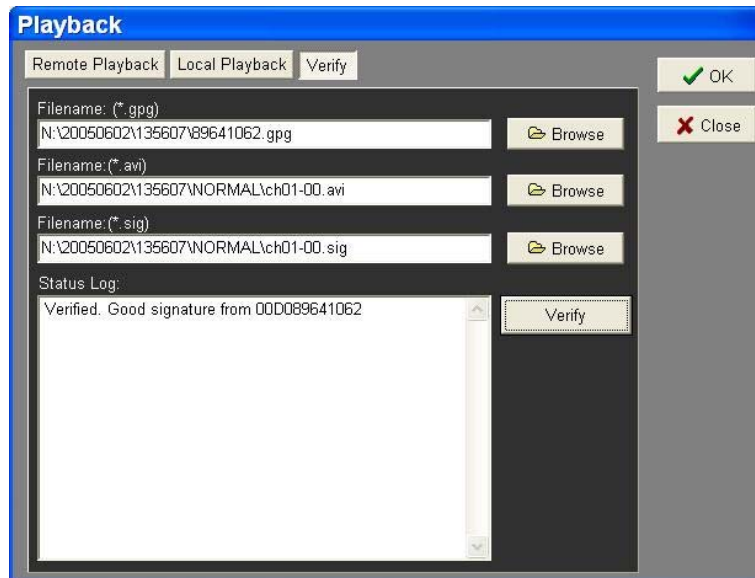 Playback
Remote Playback Local Playback Verify
OK
Close
Filename: (*.gpg)
N:\20050602\135607\89641062.gpg
Browse
Filename:(*.avi)
N:\20050602\135607\NORMAL\ch01-00.avi
Browse
Filename:(*.sig)
N:\20050602\135607\NORMAL\ch01-00.sig
Browse
Status Log:
Verified. Good signature from 00D089641062
Verify